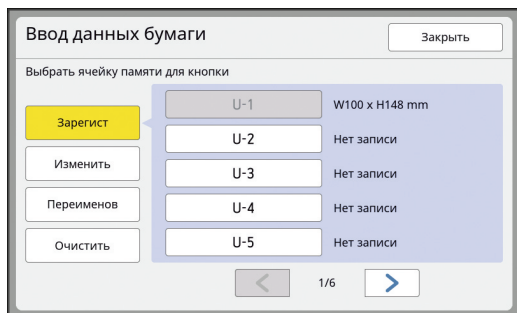 Ввод данных бумаги
Закрыть
Выбрать ячейку памяти для кнопки
Зарегист
Изменить
Переименов
Очистить
U-1 W100 x H148 mm
U-2 Нет записи
U-3 Нет записи
U-4 Нет записи
U-5 Нет записи
1/6